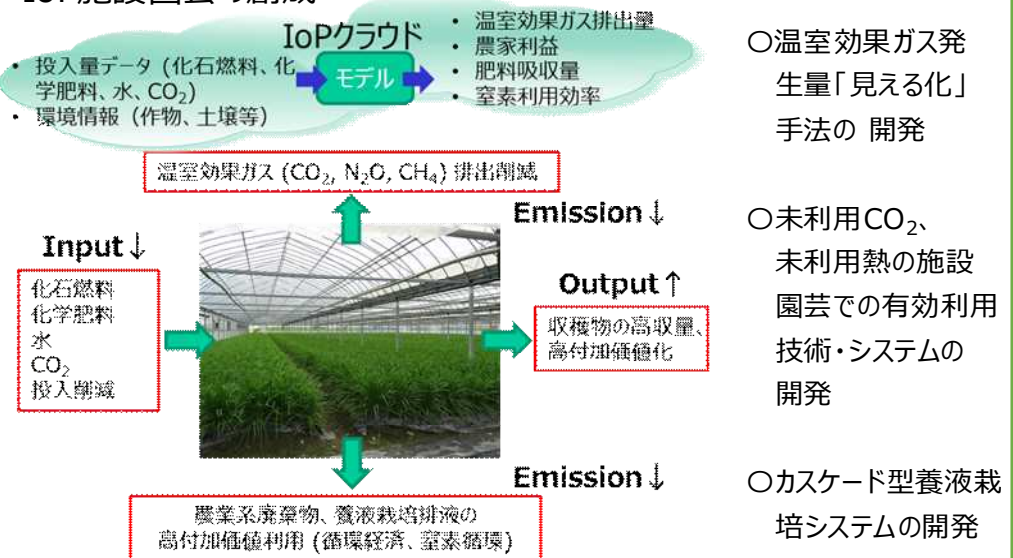 IoPクラウド
・ 投入量データ (化石燃料、化
学肥料、水、CO₂)
・ 環境情報 (作物、土壌等)
モデル
・ 温室効果ガス排出量
・ 農家利益
・ 肥料吸収量
・ 窒素利用効率
温室効果ガス (CO₂, N₂O, CH₄) 排出削減
Emission↓
Input↓
化石燃料
化学肥料
水
CO₂
投入削減
Output↑
収穫物の高収量、
高付加価値化
Emission↓
農業系廃棄物、養液栽培排液の
高付加価値利用 (循環経済、窒素循環)
〇温室効果ガス発
生量「見える化」
手法の 開発
〇未利用CO₂、
未利用熱の施設
園芸での有効利用
技術・システムの
開発
〇カスケード型養液栽
培システムの開発